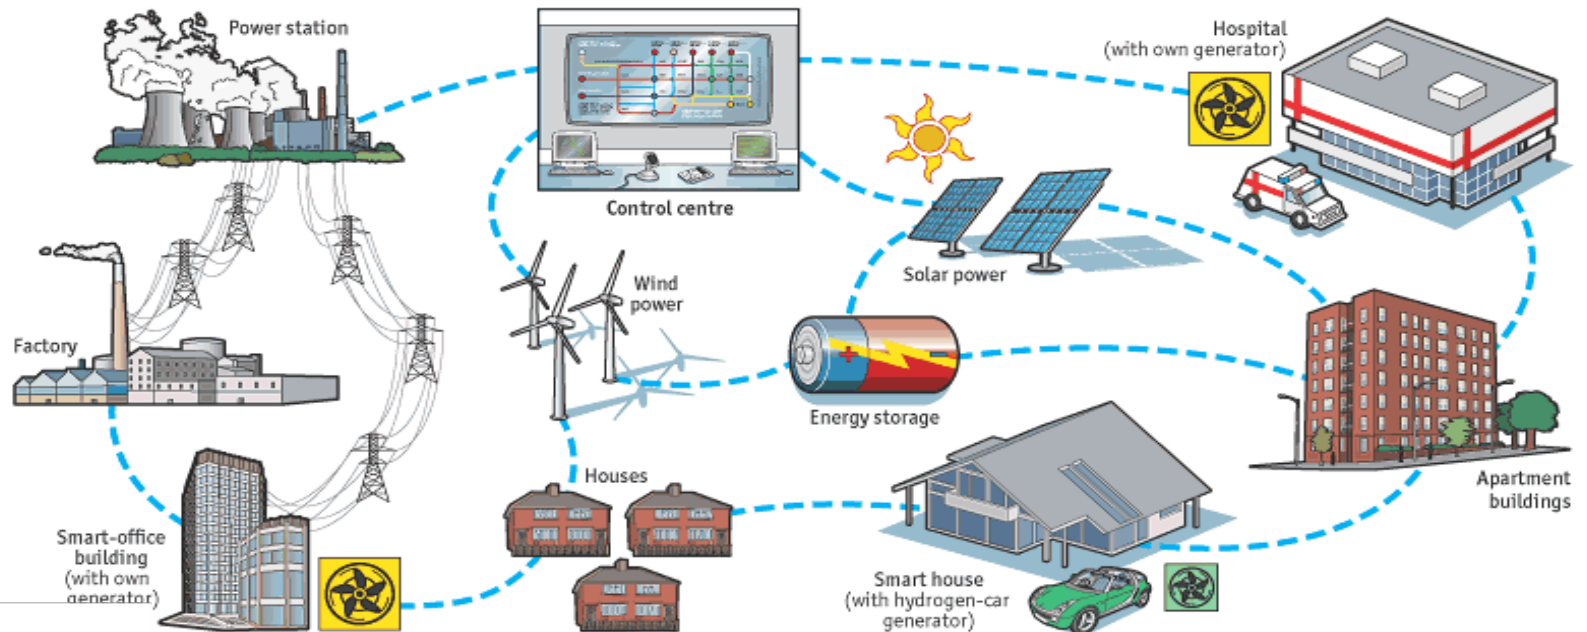 Power station
Hospital
(with own generator)
Control centre
Solar power
Wind
power
Factory
Energy storage
Houses
Apartment
buildings
Smart-office
building
(with own
generator)
Smart house
(with hydrogen-car
generator)